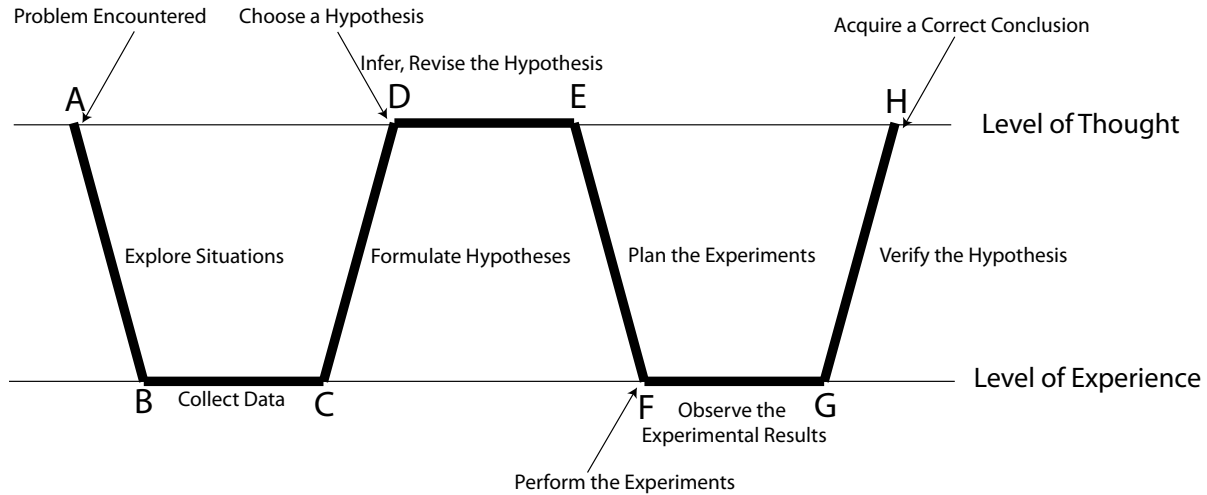 Problem Encountered
Choose a Hypothesis
Acquire a Correct Conclusion
Infer, Revise the Hypothesis
A
D
E
H
Level of Thought
Explore Situations
Formulate Hypotheses
Plan the Experiments
Verify the Hypothesis
Level of Experience
B
Collect Data
C
F
Observe the
Experimental Results
G
Perform the Experiments